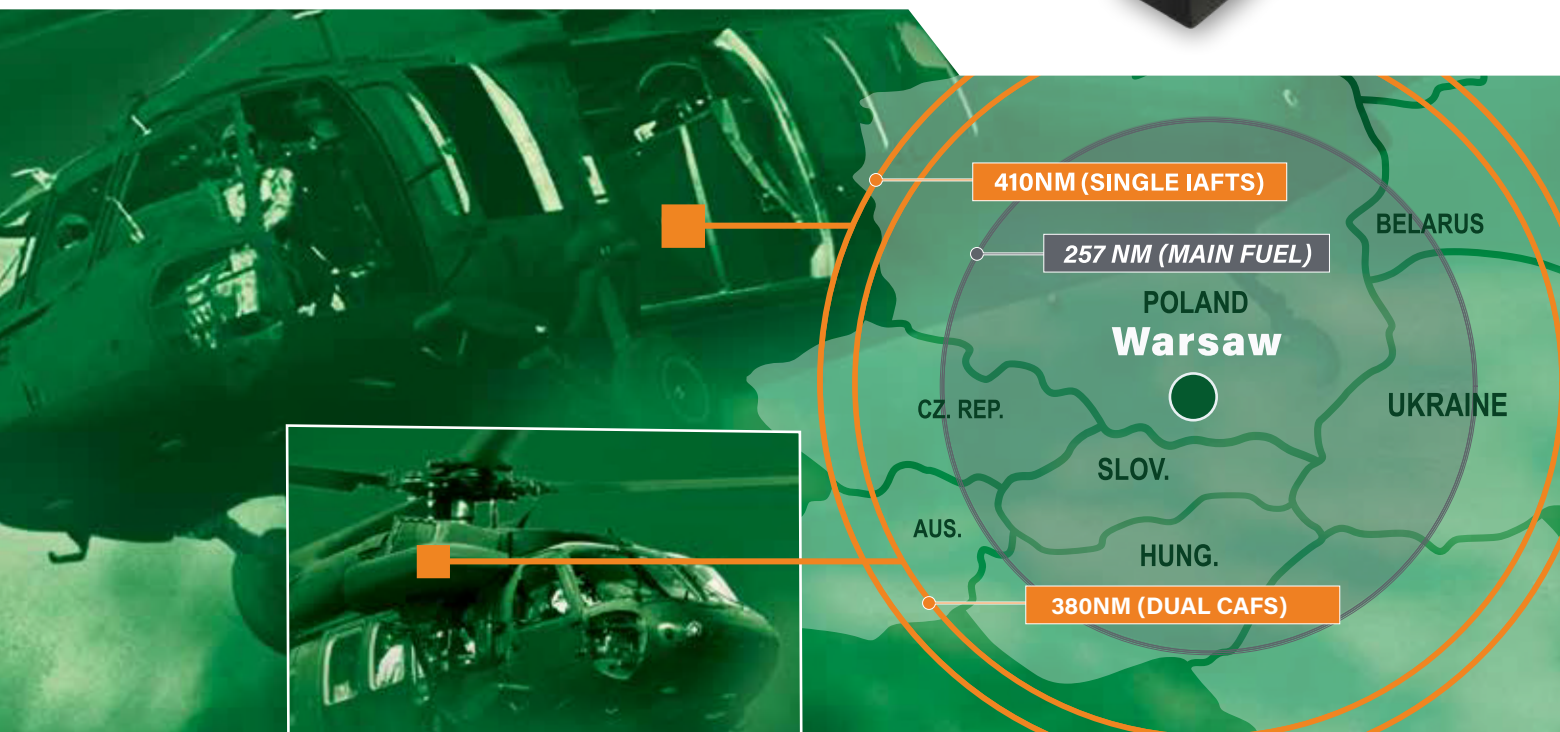 410NM (SINGLE IAFTS)
BELARUS
257 NM (MAIN FUEL)
POLAND
Warsaw
CZ. REP.
UKRAINE
SLOV.
AUS.
HUNG.
380NM (DUAL CAFS)